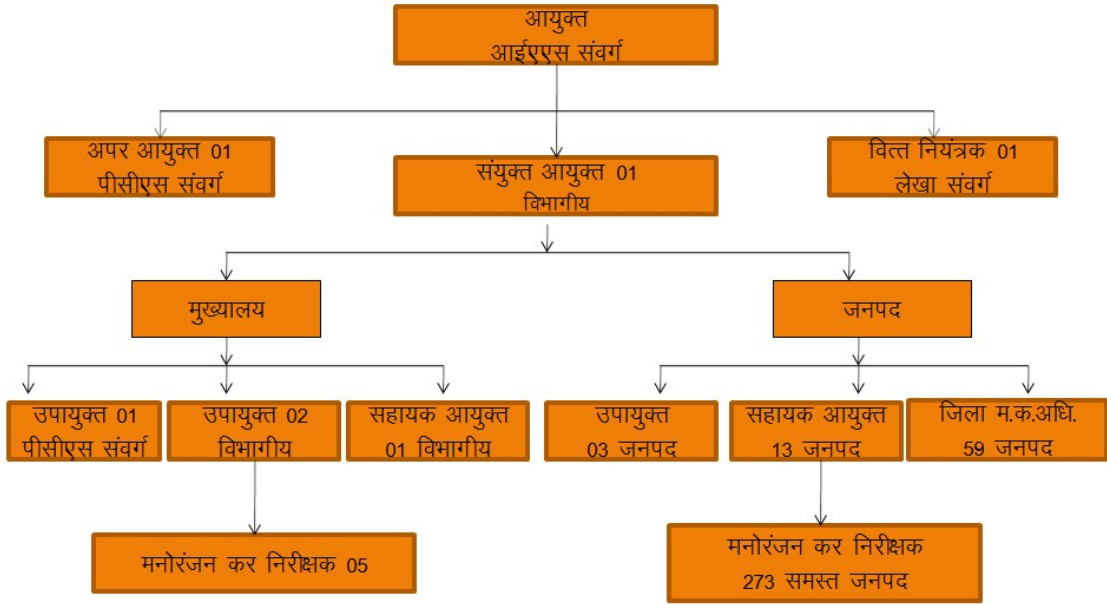 आयुक्त
आईएएस संवर्ग
अपर आयुक्त 01
पीसीएस संवर्ग
संयुक्त आयुक्त 01
विभागीय
वित्त नियंत्रक 01
लेखा संवर्ग
मुख्यालय
जनपद
उपायुक्त 01
पीसीएस संवर्ग
उपायुक्त 02
विभागीय
सहायक आयुक्त
01 विभागीय
उपायुक्त
03 जनपद
सहायक आयुक्त
13 जनपद
जिला म.क.अधि.
59 जनपद
मनोरंजन कर निरीक्षक 05
मनोरंजन कर निरीक्षक
273 समस्त जनपद